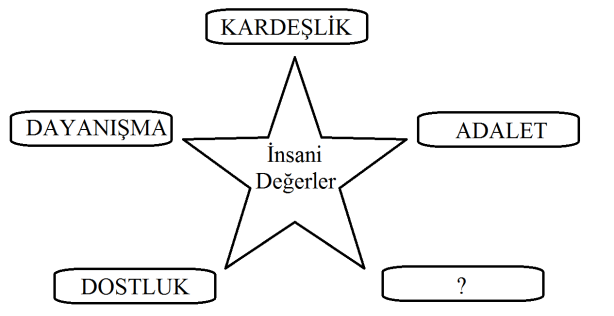 KARDEŞLİK
DAYANIŞMA
ADALET
İnsani
Değerler
DOSTLUK
?